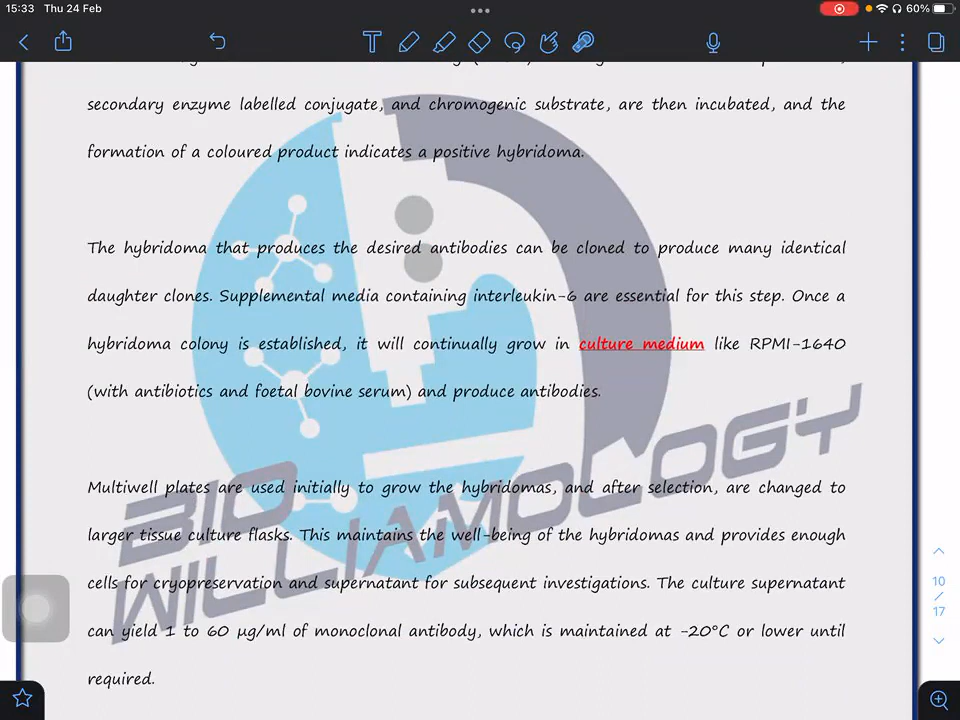 15:33 Thu 24 Feb
60%
secondary enzyme labelled conjugate, and chromogenic substrate, are then incubated, and the
formation of a coloured product indicates a positive hybridoma.
The hybridoma that produces the desired antibodies can be cloned to produce many identical
daughter clones. Supplemental media containing interleukin-6 are essential for this step. Once a
hybridoma colony is established, it will continually grow in culture medium like RPMI-1640
(with antibiotics and foetal bovine serum) and produce antibodies.
Multiwell plates are used initially to grow the hybridomas, and after selection, are changed to
larger tissue culture flasks. This maintains the well-being of the hybridomas and provides enough
cells for cryopreservation and supernatant for subsequent investigations. The culture supernatant
can yield 1 to 60 µg/ml of monoclonal antibody, which is maintained at -20°C or lower until
required.
BIO
WILLIAMOLOGY
10
/
17